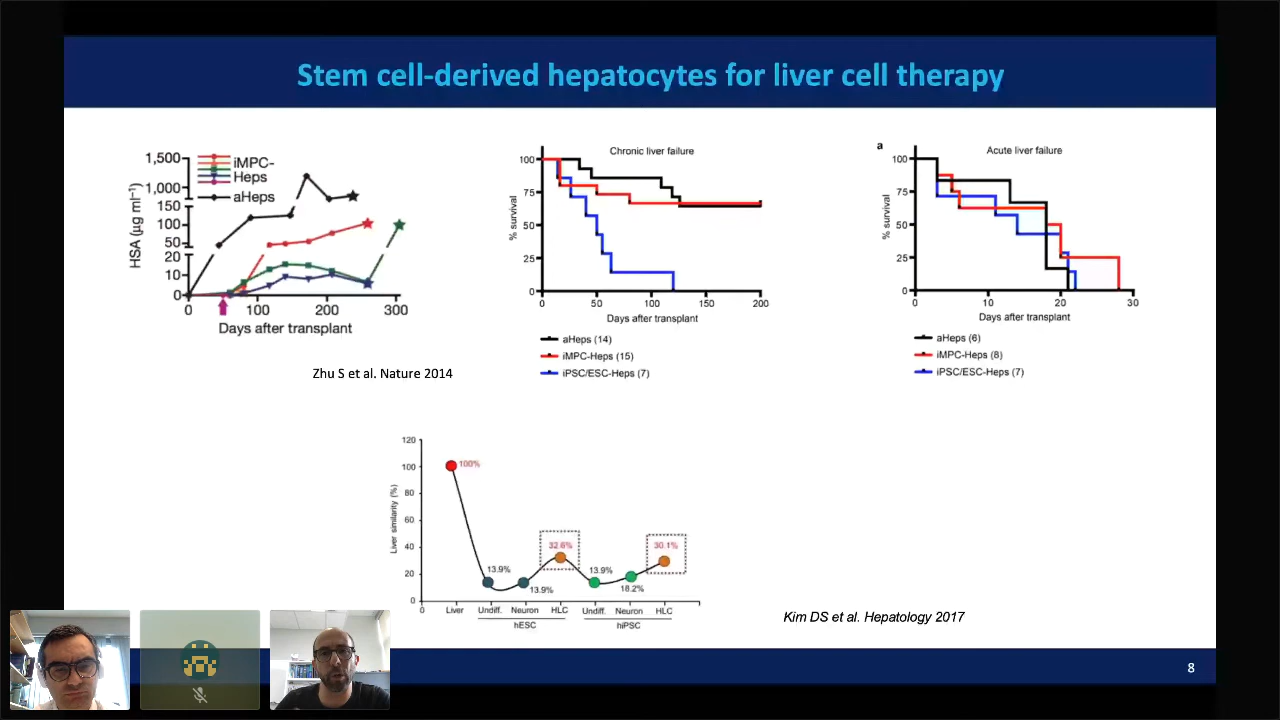 Stem cell-derived hepatocytes for liver cell therapy
1,500
1,000
150
100
50
20
10
0
HSA (µg ml⁻¹)
iMPC-
Heps
aHeps
0 100 200 300
Days after transplant
Zhu S et al. Nature 2014
Chronic liver failure
100
75
50
25
0
% survival
0 50 100 150 200
Days after transplant
aHeps (14)
iMPC-Heps (15)
iPSC/ESC-Heps (7)
a
Acute liver failure
100
75
50
25
0
% survival
0 10 20 30
Days after transplant
aHeps (6)
iMPC-Heps (8)
iPSC/ESC-Heps (7)
120
100
80
60
40
20
0
Liver similarity (%)
100%
13.9%
13.9%
32.6%
13.9%
18.2%
30.1%
0 Liver Undiff. Neuron HLC Undiff. Neuron HLC
hESC hiPSC
Kim DS et al. Hepatology 2017
8